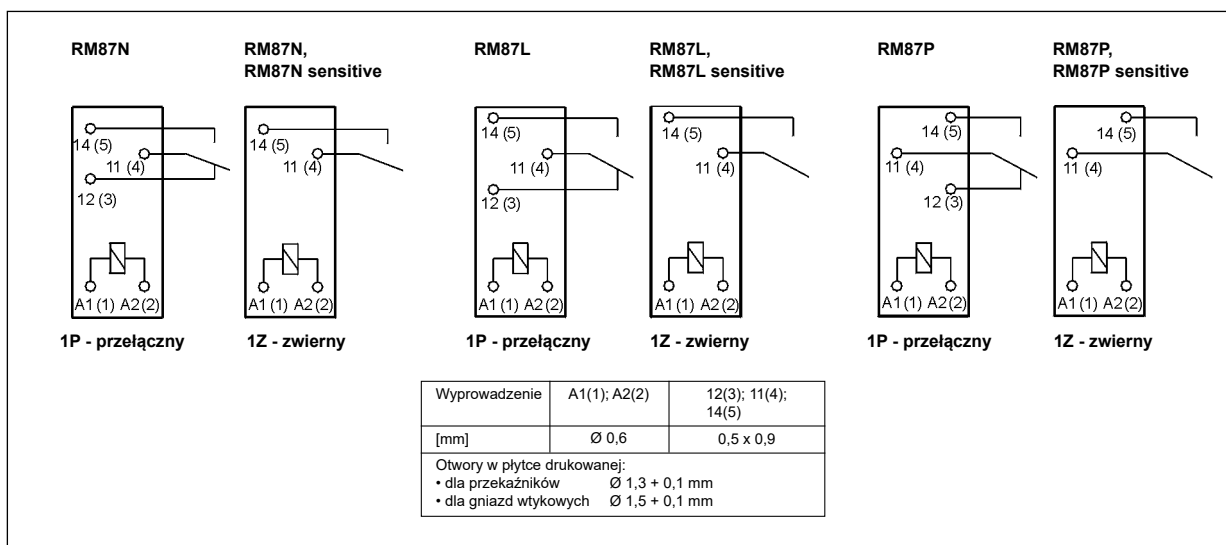 RM87N
RM87N,
RM87N sensitive
RM87L
RM87L,
RM87L sensitive
RM87P
RM87P,
RM87P sensitive
14 (5)
11 (4)
12 (3)
A1 (1) A2 (2)
1P - przełączny
14 (5)
11 (4)
A1 (1) A2 (2)
1Z - zwierny
14 (5)
11 (4)
12 (3)
A1 (1) A2 (2)
1P - przełączny
14 (5)
11 (4)
A1 (1) A2 (2)
1Z - zwierny
14 (5)
11 (4)
12 (3)
A1 (1) A2 (2)
1P - przełączny
14 (5)
11 (4)
A1 (1) A2 (2)
1Z - zwierny
Wyprowadzenie A1(1); A2(2) 12(3); 11(4);
14(5)
[mm] Ø 0,6 0,5 x 0,9
Otwory w płytce drukowanej:
• dla przekaźników Ø 1,3 + 0,1 mm
• dla gniazd wtykowych Ø 1,5 + 0,1 mm